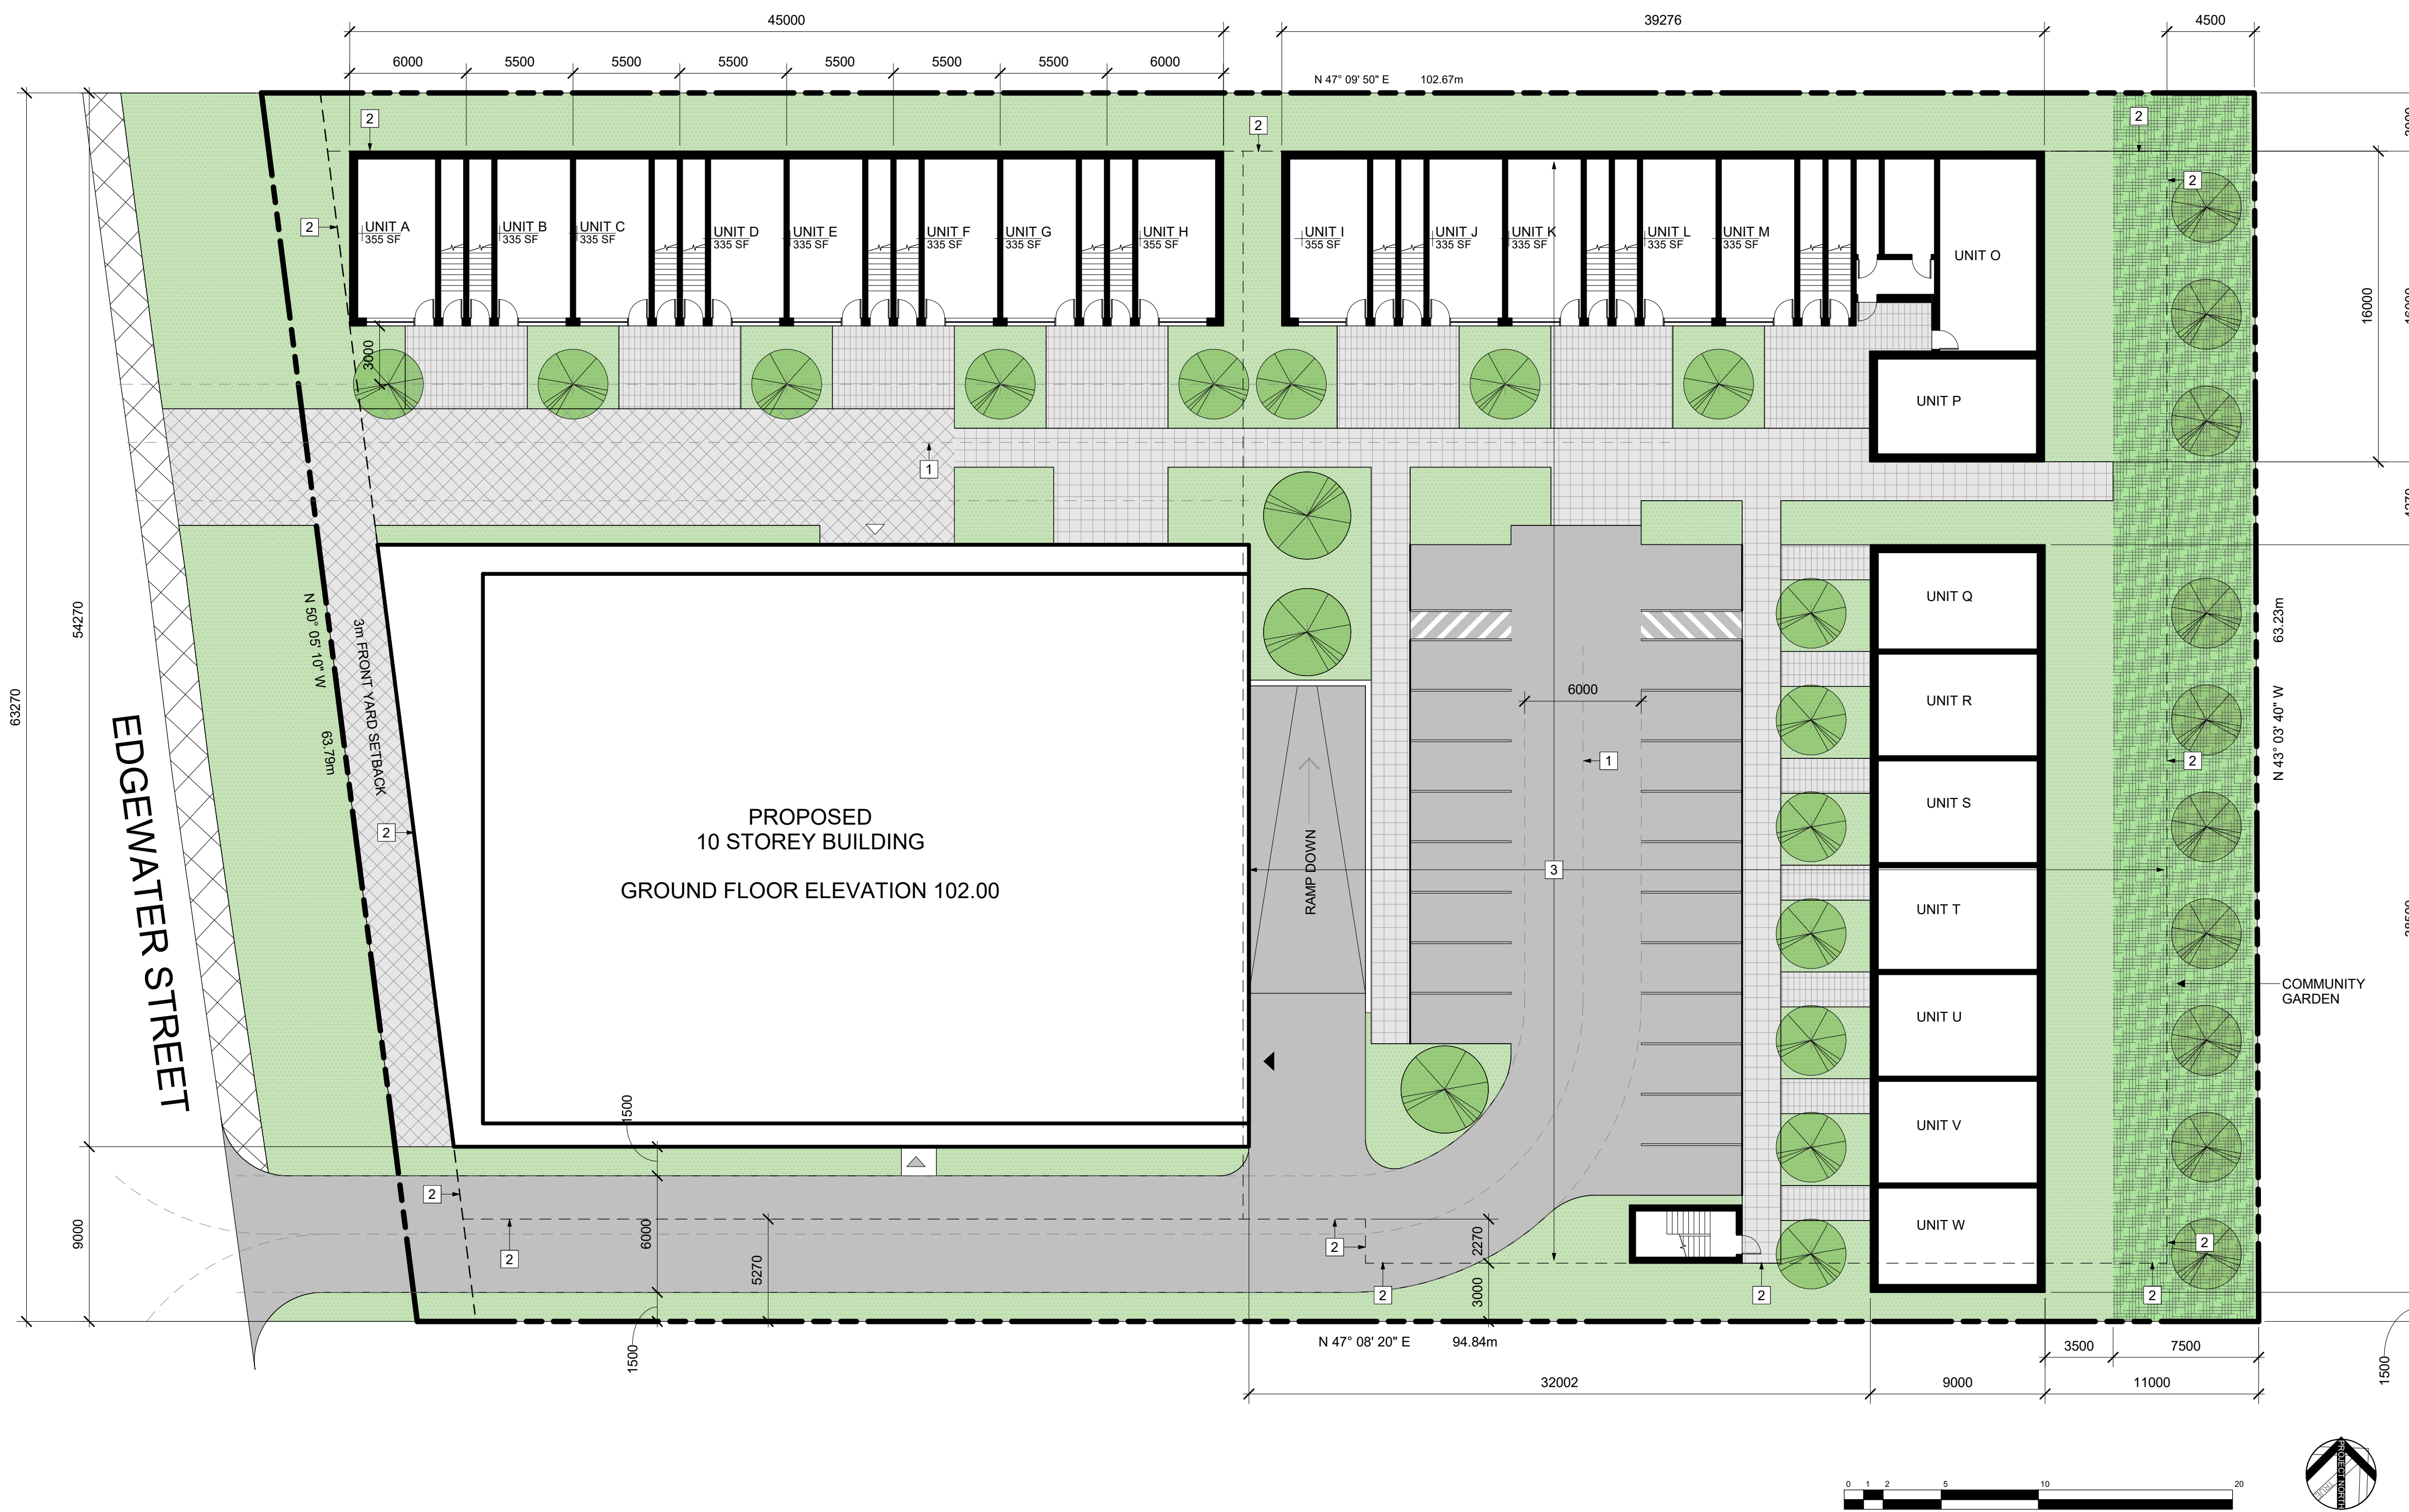 45000
39276
4500
6000
5500
5500
5500
5500
5500
5500
6000
N 47° 09' 50" E 102.67m
2
2
2
2
2
UNIT A
355 SF
UNIT B
335 SF
UNIT C
335 SF
UNIT D
335 SF
UNIT E
335 SF
UNIT F
335 SF
UNIT G
335 SF
UNIT H
355 SF
UNIT I
355 SF
UNIT J
335 SF
UNIT K
335 SF
UNIT L
335 SF
UNIT M
335 SF
UNIT O
UNIT P
16000
3000
1
63270
54270
N 50° 05' 10" W
63.79m
3m FRONT YARD SETBACK
EDGEWATER STREET
2
PROPOSED
10 STOREY BUILDING
GROUND FLOOR ELEVATION 102.00
RAMP DOWN
6000
1
3
UNIT Q
UNIT R
UNIT S
UNIT T
UNIT U
UNIT V
UNIT W
63.23m
N 43° 03' 40" W
2
COMMUNITY
GARDEN
9000
1500
6000
5270
1500
2
2
2
2
2
2
2
2270
3000
N 47° 08' 20" E 94.84m
3500
7500
32002
9000
11000
1500
0 1 2 5 10 20
PROJECT NORTH
TRUE